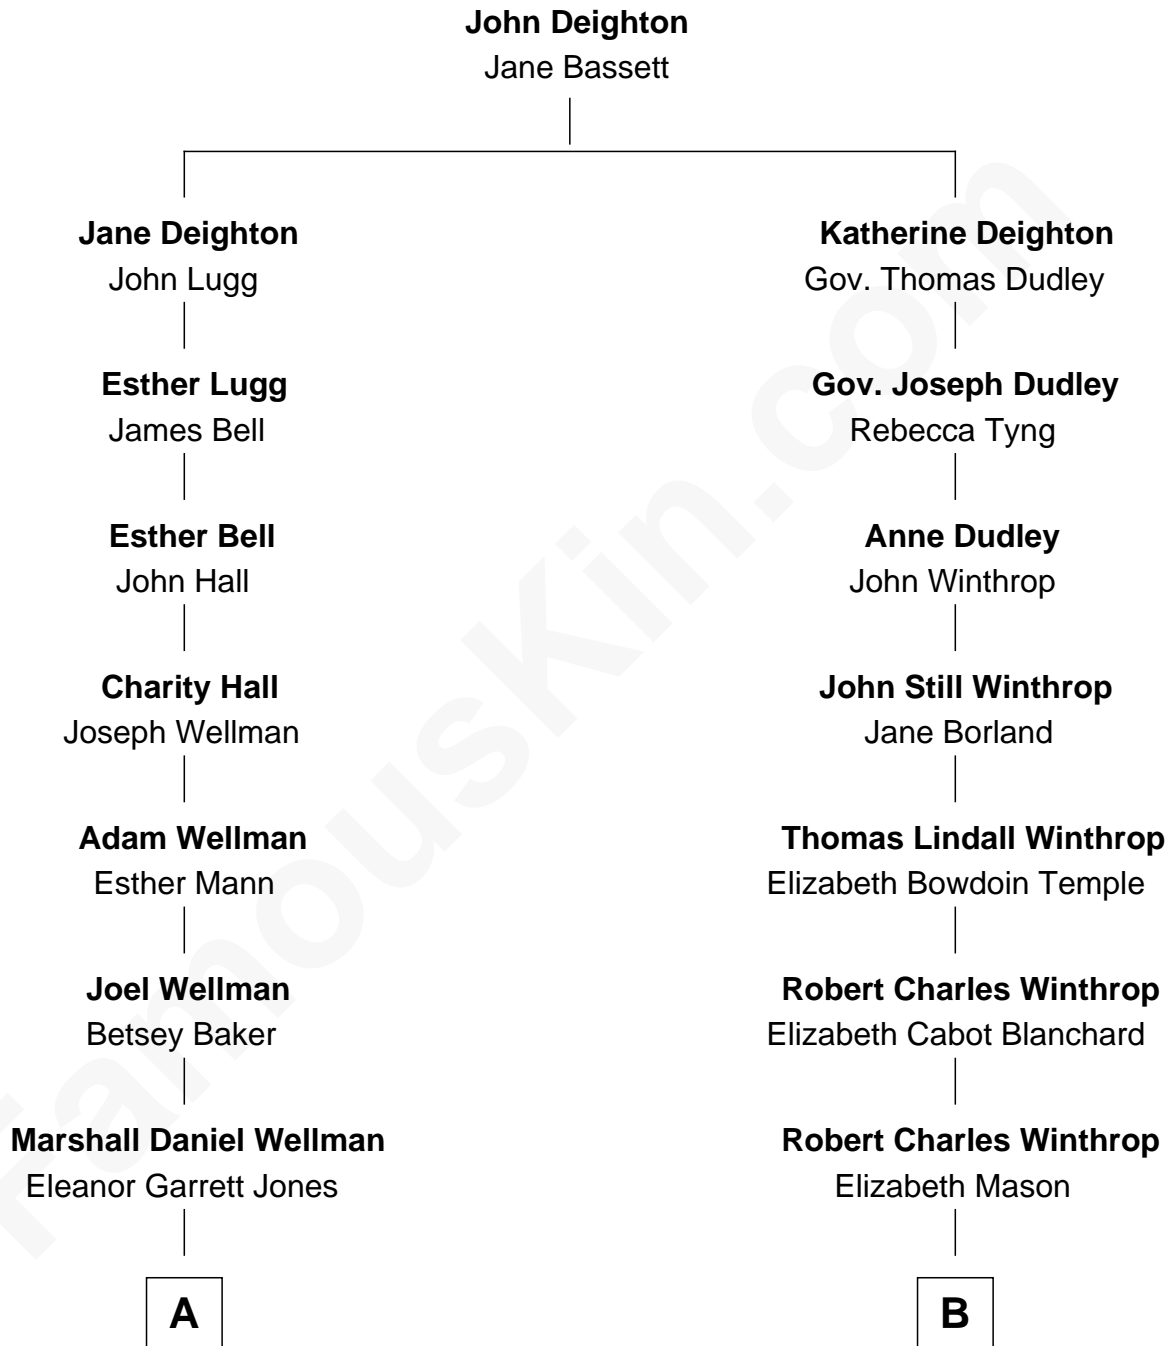 John Deighton
Jane Bassett
Jane Deighton
John Lugg
Katherine Deighton
Gov. Thomas Dudley
Esther Lugg
James Bell
Gov. Joseph Dudley
Rebecca Tyng
Esther Bell
John Hall
Anne Dudley
John Winthrop
Charity Hall
Joseph Wellman
John Still Winthrop
Jane Borland
Adam Wellman
Esther Mann
Thomas Lindall Winthrop
Elizabeth Bowdoin Temple
Joel Wellman
Betsey Baker
Robert Charles Winthrop
Elizabeth Cabot Blanchard
Marshall Daniel Wellman
Eleanor Garrett Jones
Robert Charles Winthrop
Elizabeth Mason
A
B
FamousKin.com